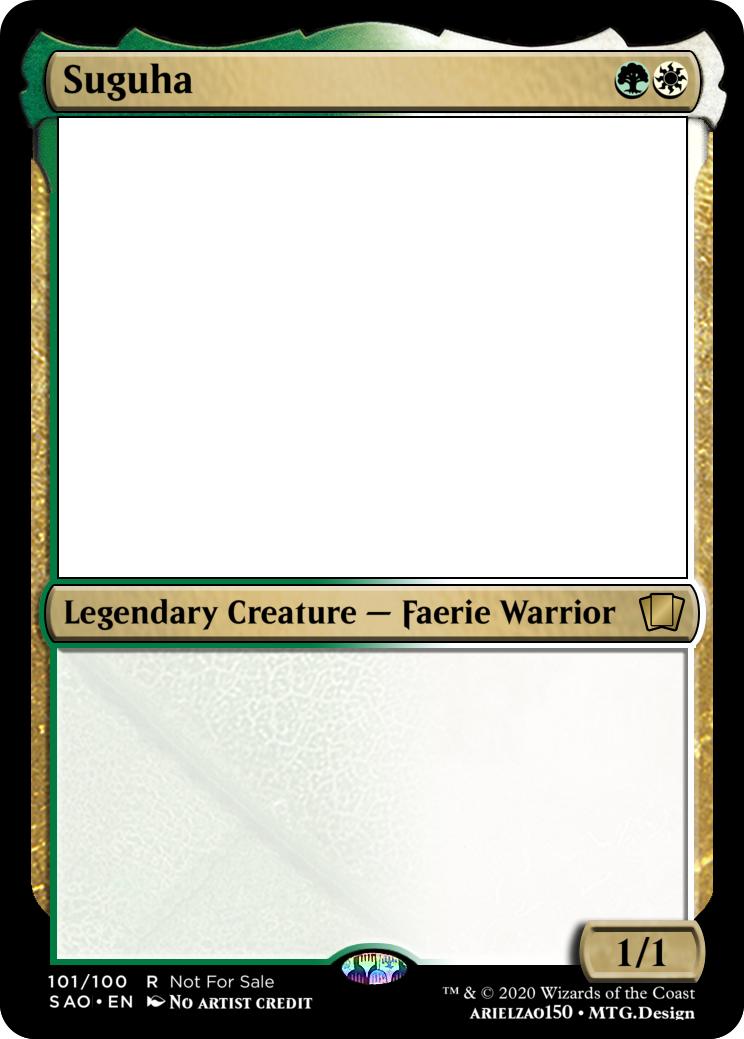 Suguha
Legendary Creature — Faerie Warrior
1/1
101/100 R Not For Sale
SAO • EN No artist credit
™ & © 2020 Wizards of the Coast
ARIELZAO150 • MTG.Design